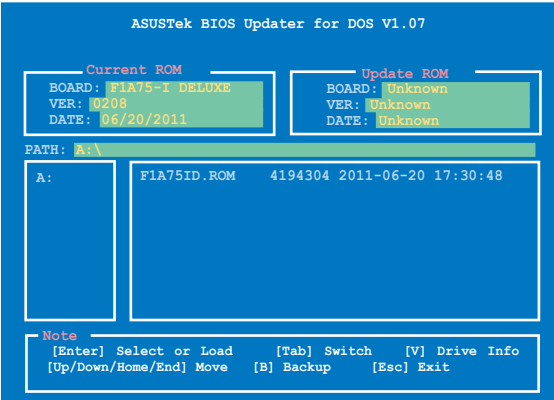 ASUSTek BIOS Updater for DOS V1.07
Current ROM
BOARD: F1A75-I DELUXE
VER: 0208
DATE: 06/20/2011
Update ROM
BOARD: Unknown
VER: Unknown
DATE: Unknown
PATH: A:\
A:
F1A75ID.ROM 4194304 2011-06-20 17:30:48
Note
[Enter] Select or Load [Tab] Switch [V] Drive Info
[Up/Down/Home/End] Move [B] Backup [Esc] Exit